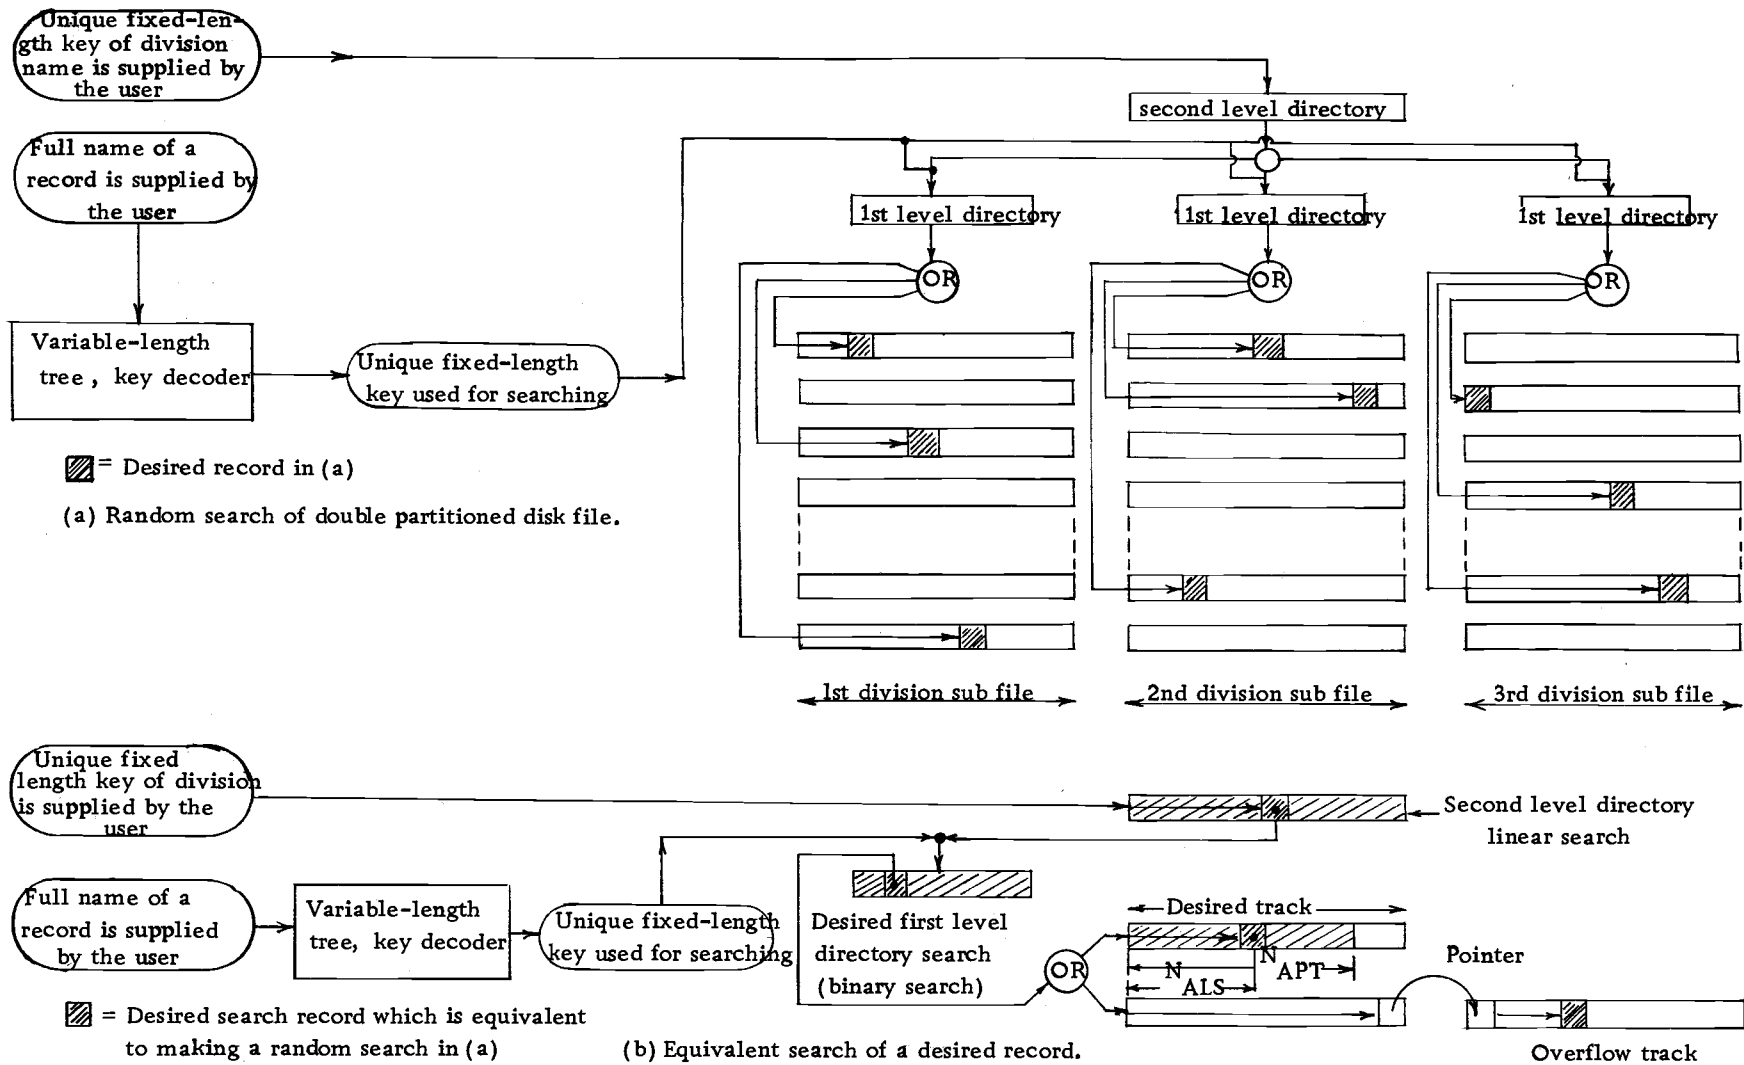 Unique fixed-len-
gth key of division
name is supplied by
the user
second level directory
Full name of a
record is supplied by
the user
1st level directory
1st level directory
1st level directory
OR
OR
OR
Variable-length
tree, key decoder
Unique fixed-length
key used for searching
= Desired record in (a)
(a) Random search of double partitioned disk file.
1st division sub file
2nd division sub file
3rd division sub file
Unique fixed
length key of division
is supplied by the
user
Second level directory
linear search
Full name of a
record is supplied
by the user
Variable-length
tree, key decoder
Unique fixed-length
key used for searching
Desired first level
directory search
(binary search)
OR
Desired track
N APT
N ALS
Pointer
Overflow track
= Desired search record which is equivalent
to making a random search in (a)
(b) Equivalent search of a desired record.